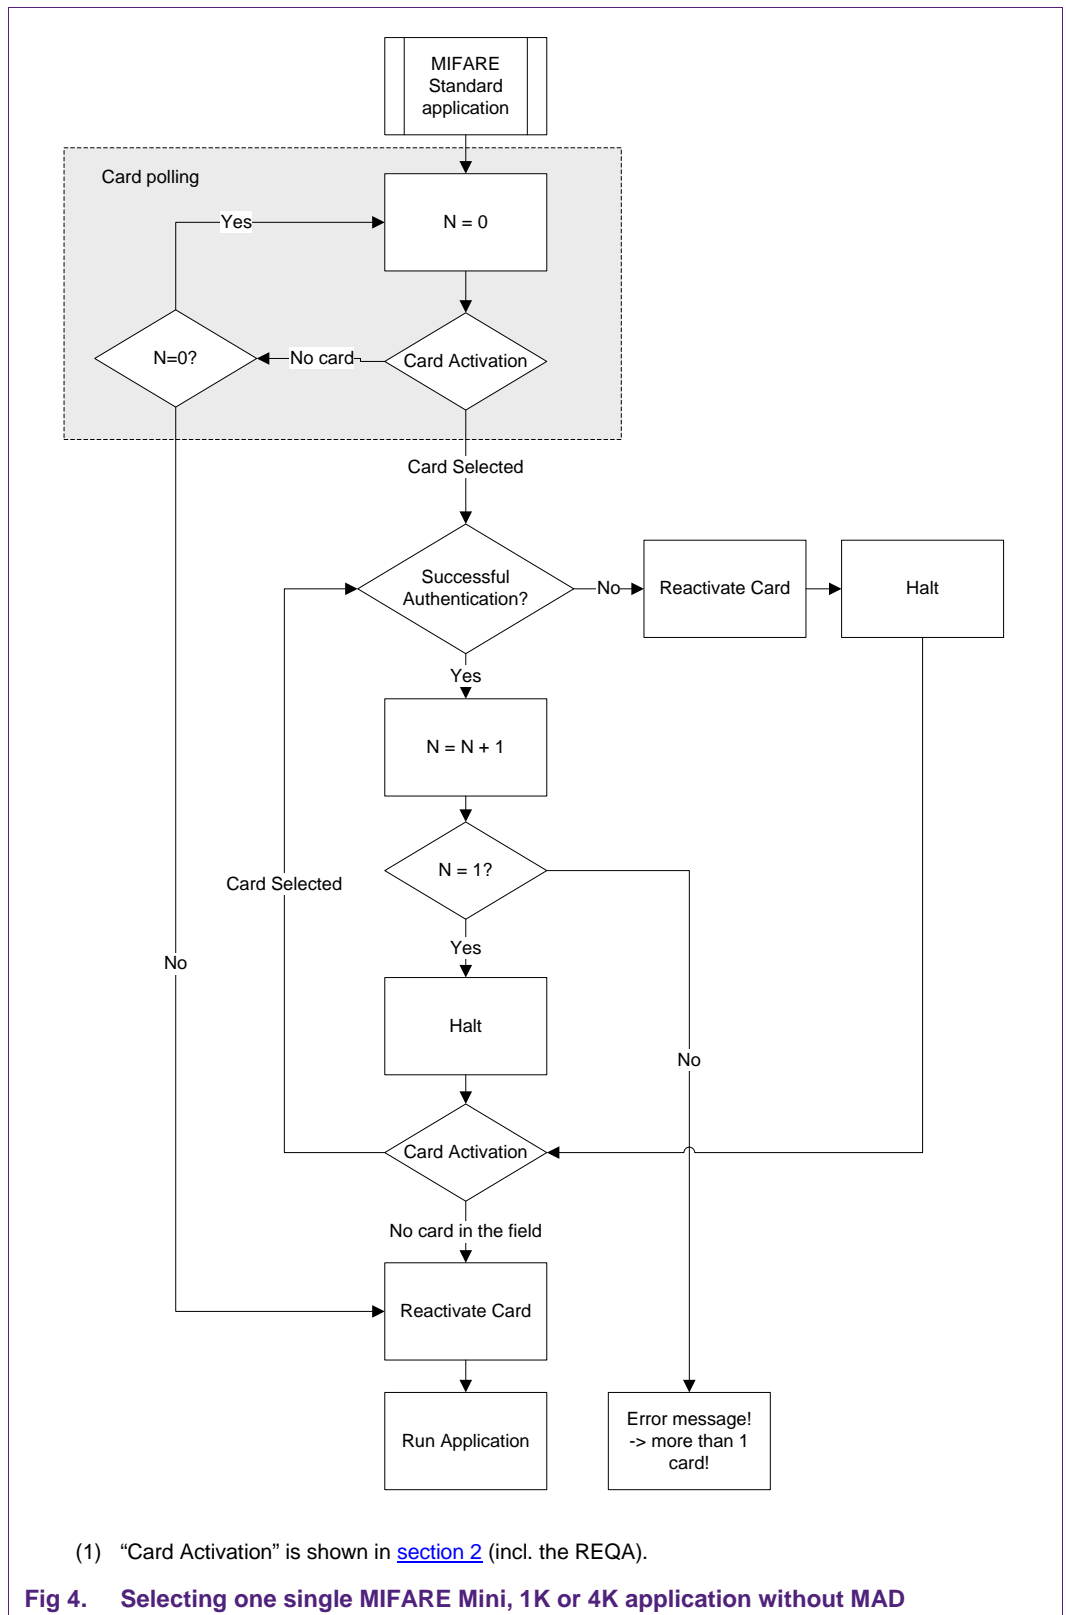 MIFARE
Standard
application
Card polling
Yes
N = 0
N=0?
No card
Card Activation
Card Selected
Successful
Authentication?
No
Reactivate Card
Halt
Yes
N = N + 1
N = 1?
Card Selected
Yes
No
Halt
No
Card Activation
No card in the field
Reactivate Card
Run Application
Error message!
-> more than 1
card!
(1) “Card Activation” is shown in section 2 (incl. the REQA).
Fig 4. Selecting one single MIFARE Mini, 1K or 4K application without MAD